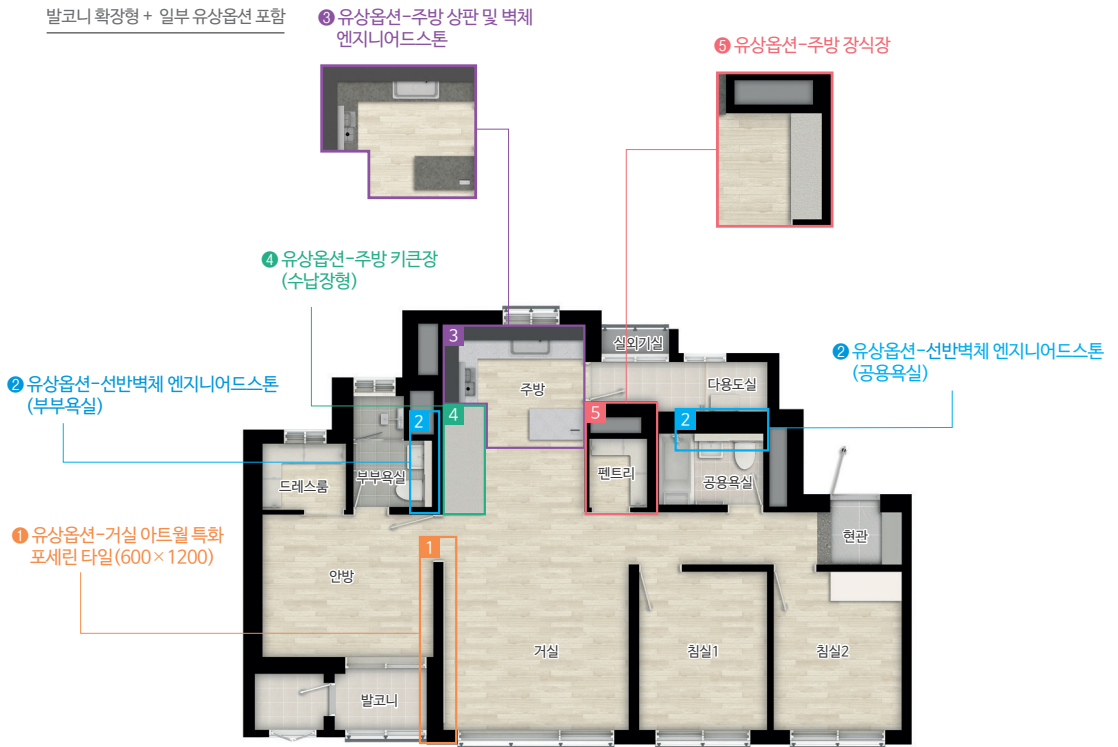 발코니 확장형 + 일부 유상옵션 포함
❸ 유상옵션-주방 상판 및 벽체
엔지니어드스톤
❺ 유상옵션-주방 장식장
❹ 유상옵션-주방 키큰장
(수납장형)
❷ 유상옵션-선반벽체 엔지니어드스톤
(공용욕실)
❷ 유상옵션-선반벽체 엔지니어드스톤
(부부욕실)
❶ 유상옵션-거실 아트월 특화
포세린 타일(600×1200)
3
실외기실
주방
다용도실
2
4
5
2
드레스룸
부부욕실
펜트리
공용욕실
현관
1
안방
거실
침실1
침실2
발코니